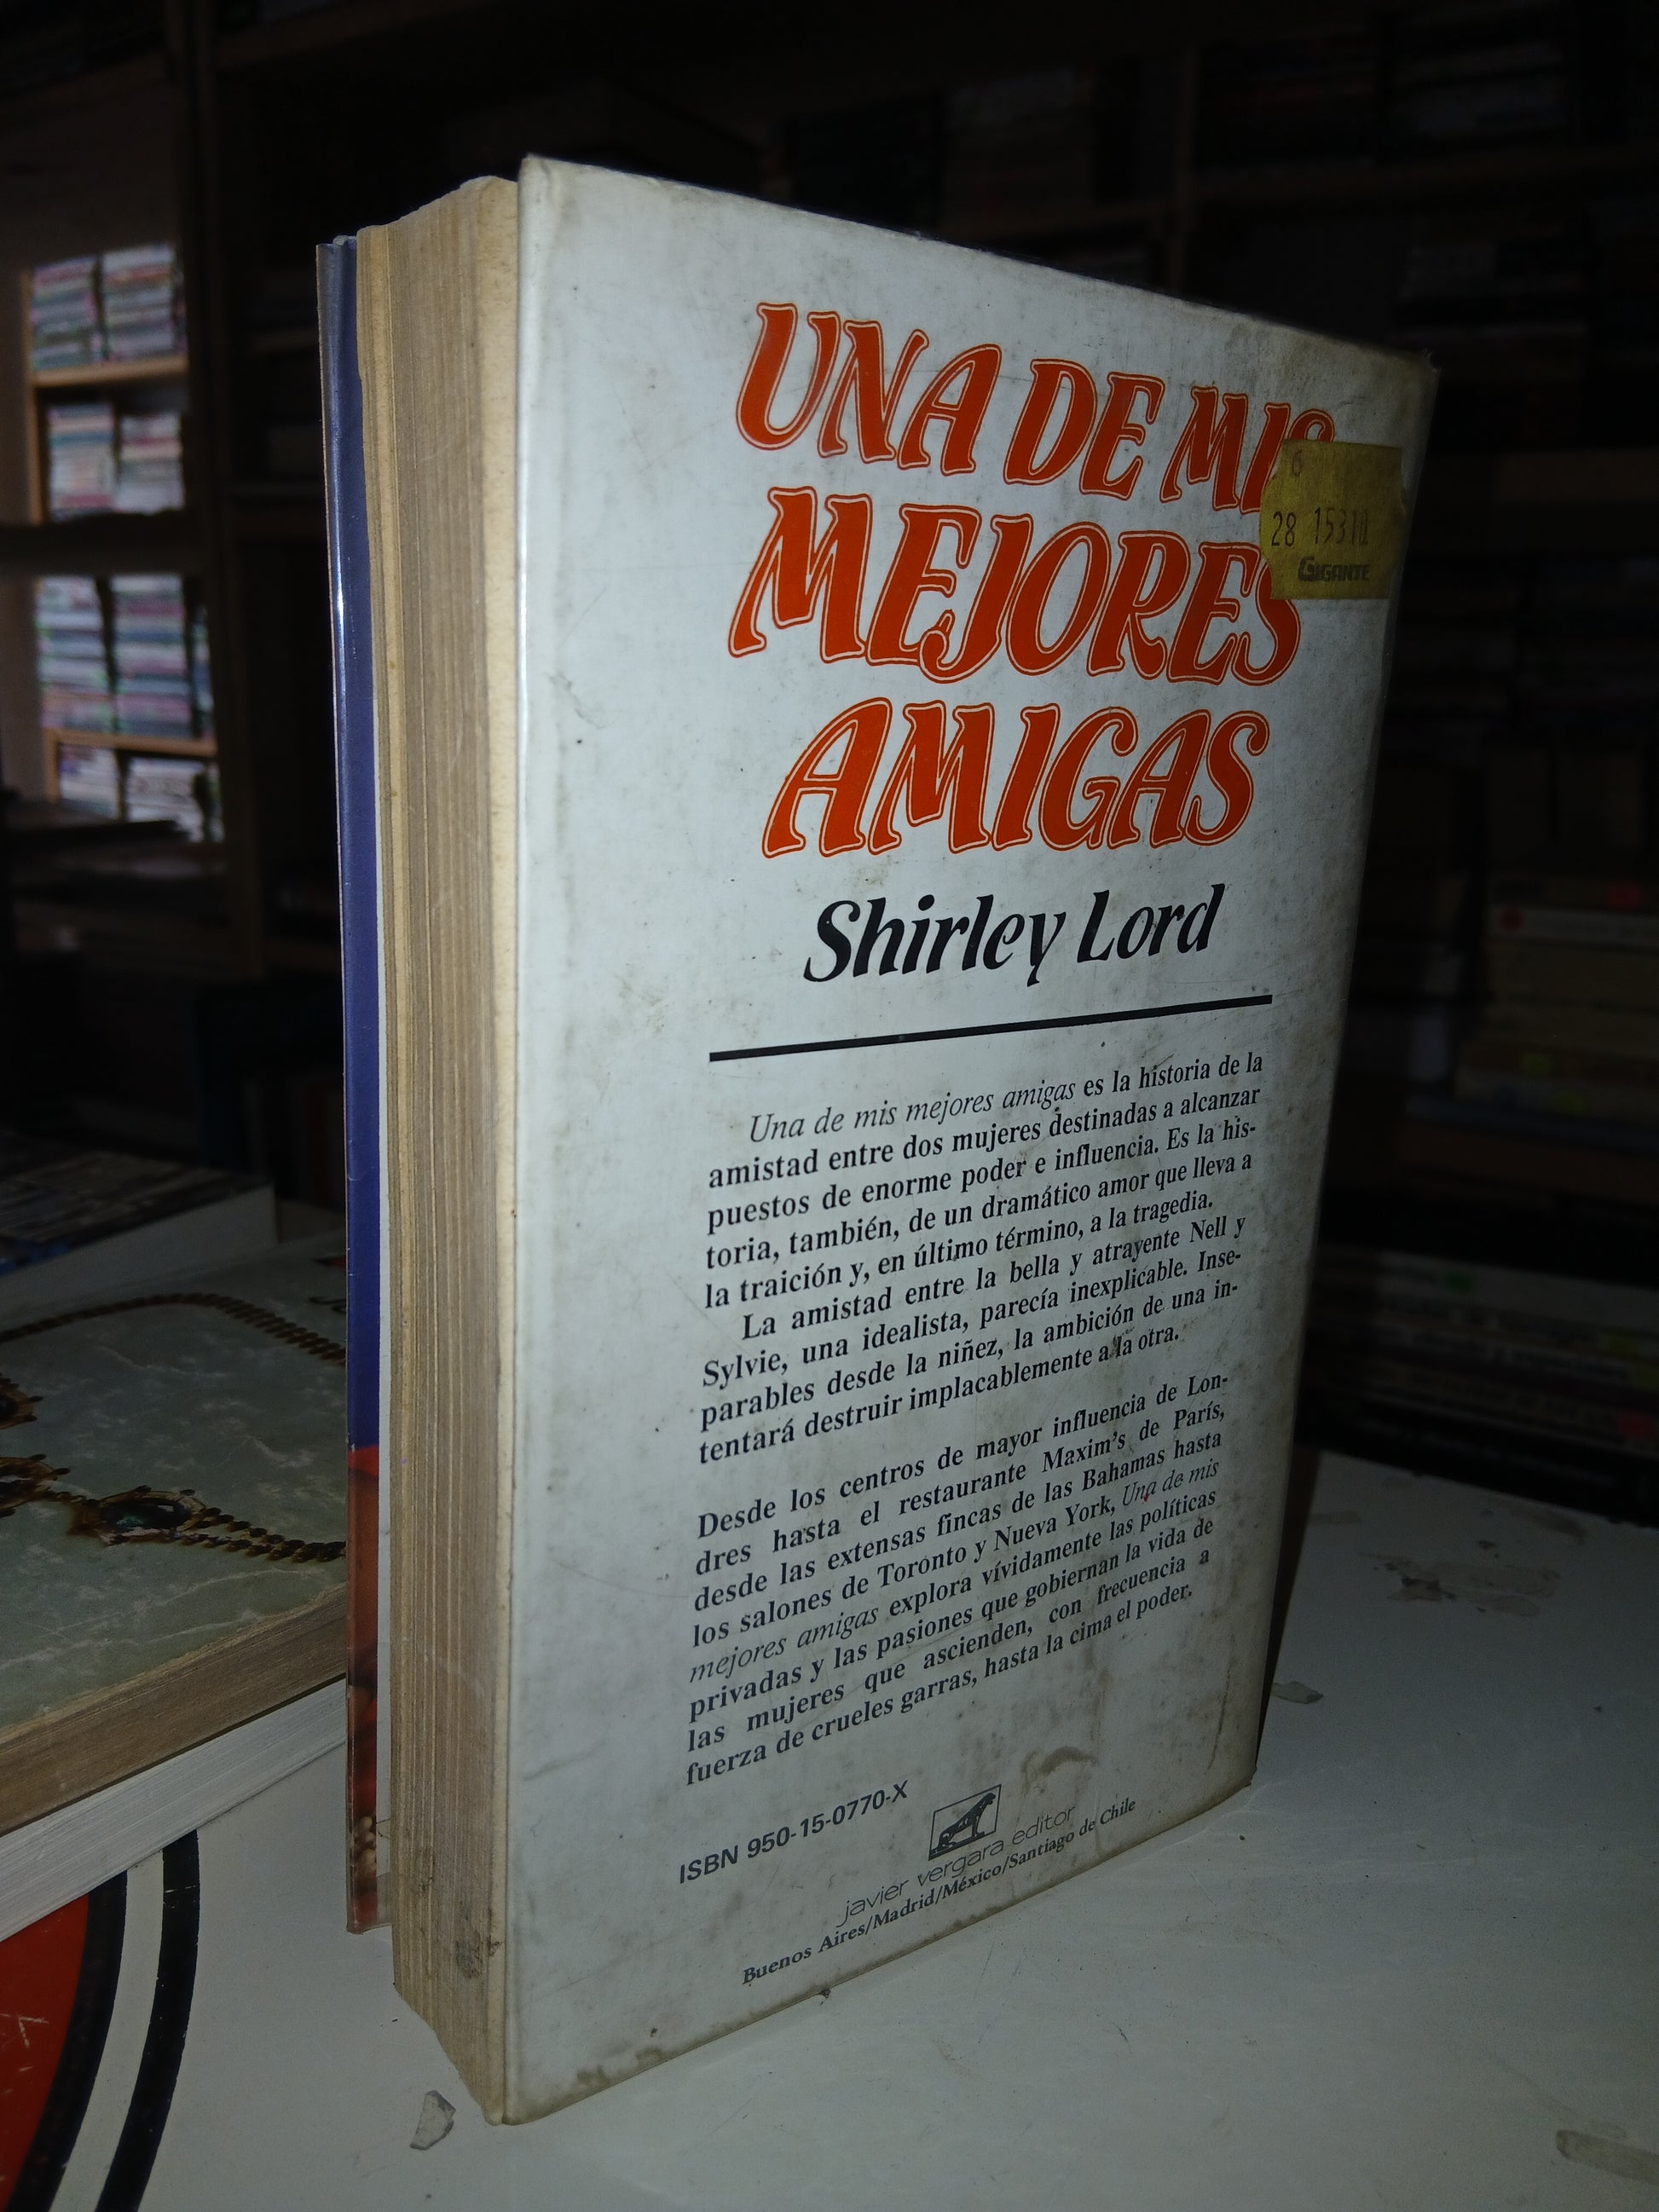 UNA DE MIS
MEJORES
AMIGAS
6
28 15310
GIGANTE
Shirley Lord
Una de mis mejores amigas es la historia de la
amistad entre dos mujeres destinadas a alcanzar
puestos de enorme poder e influencia. Es la his-
toria, también, de un dramático amor que lleva a
la traición y, en último término, a la tragedia.
La amistad entre la bella y atrayente Nell y
Sylvie, una idealista, parecía inexplicable. Inse-
parables desde la niñez, la ambición de una in-
tentará destruir implacablemente a la otra.
Desde los centros de mayor influencia de Lon-
dres hasta el restaurante Maxim's de París,
desde las extensas fincas de las Bahamas hasta
los salones de Toronto y Nueva York, Una de mis
mejores amigas explora vívidamente las políticas
privadas y las pasiones que gobiernan la vida de
las mujeres que ascienden, con frecuencia a
fuerza de crueles garras, hasta la cima el poder.
ISBN 950-15-0770-X
javier vergara editor
Buenos Aires/Madrid/México/Santiago de Chile